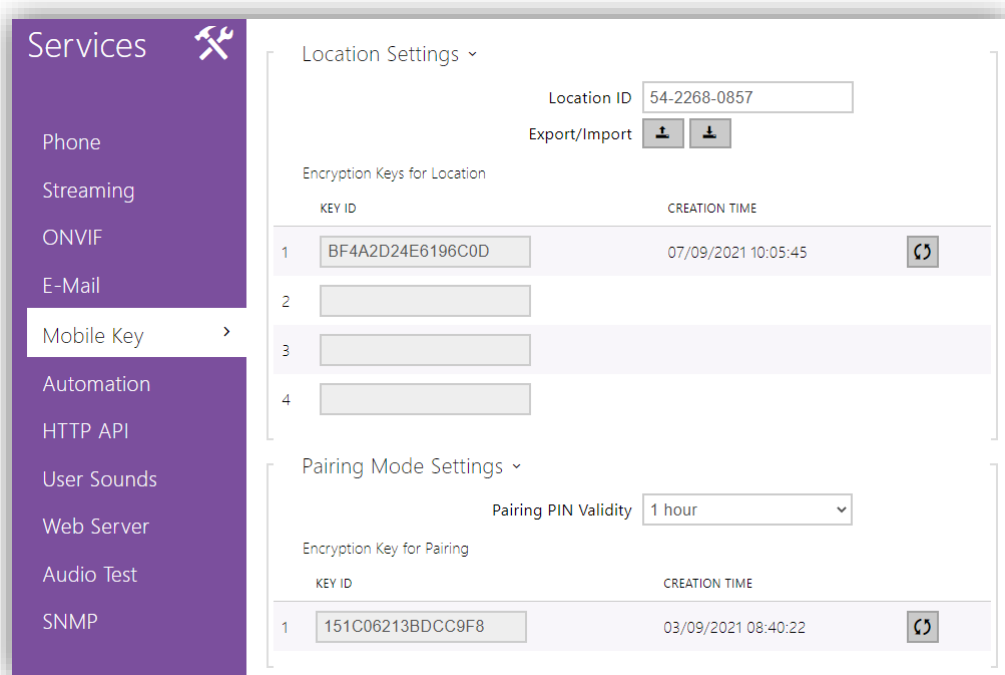 Services
Phone
Streaming
ONVIF
E-Mail
Mobile Key
Automation
HTTP API
User Sounds
Web Server
Audio Test
SNMP
Location Settings
Location ID 54-2268-0857
Export/Import
Encryption Keys for Location
KEY ID CREATION TIME
1 BF4A2D24E6196C0D 07/09/2021 10:05:45
2
3
4
Pairing Mode Settings
Pairing PIN Validity 1 hour
Encryption Key for Pairing
KEY ID CREATION TIME
1 151C06213BDCC9F8 03/09/2021 08:40:22